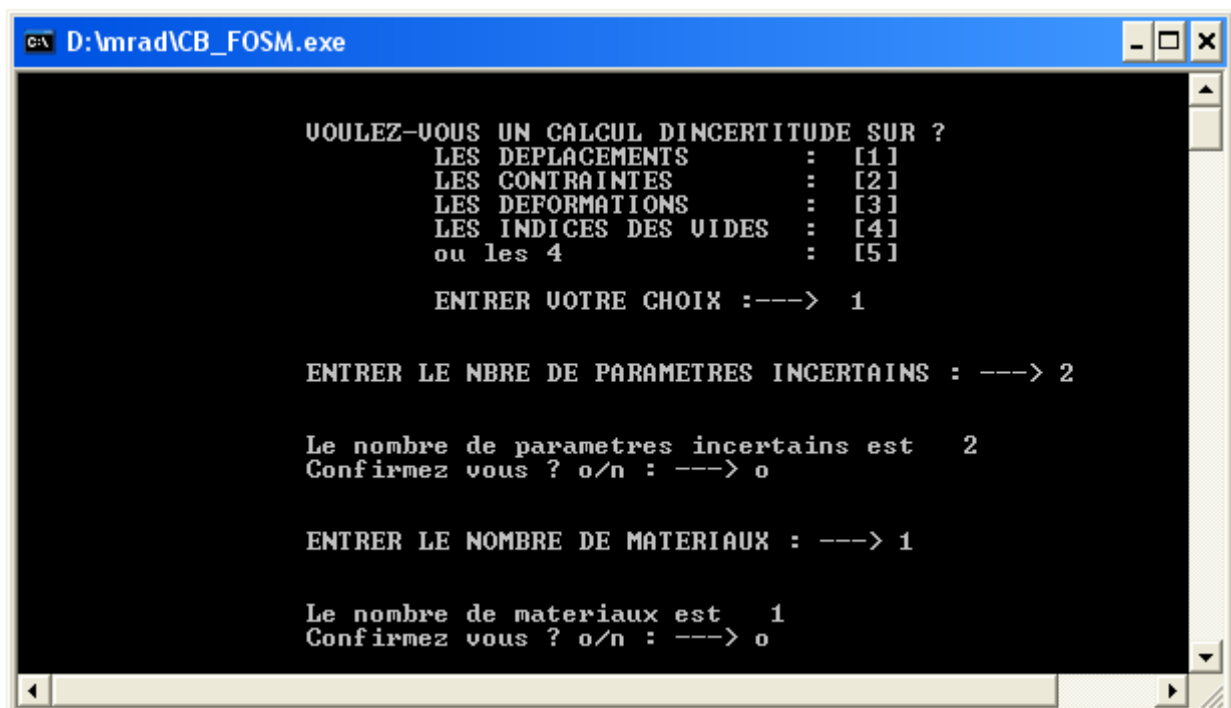 D:\mrad\CB_FOSM.exe
VOULEZ-VOUS UN CALCUL DINCERTITUDE SUR ?
LES DEPLACEMENTS : [1]
LES CONTRAINTES : [2]
LES DEFORMATIONS : [3]
LES INDICES DES VIDES : [4]
ou les 4 : [5]
ENTRER VOTRE CHOIX :---> 1
ENTRER LE NBRE DE PARAMETRES INCERTAINS : ---> 2
Le nombre de parametres incertains est 2
Confirmez vous ? o/n : ---> o
ENTRER LE NOMBRE DE MATERIAUX : ---> 1
Le nombre de materiaux est 1
Confirmez vous ? o/n : ---> o